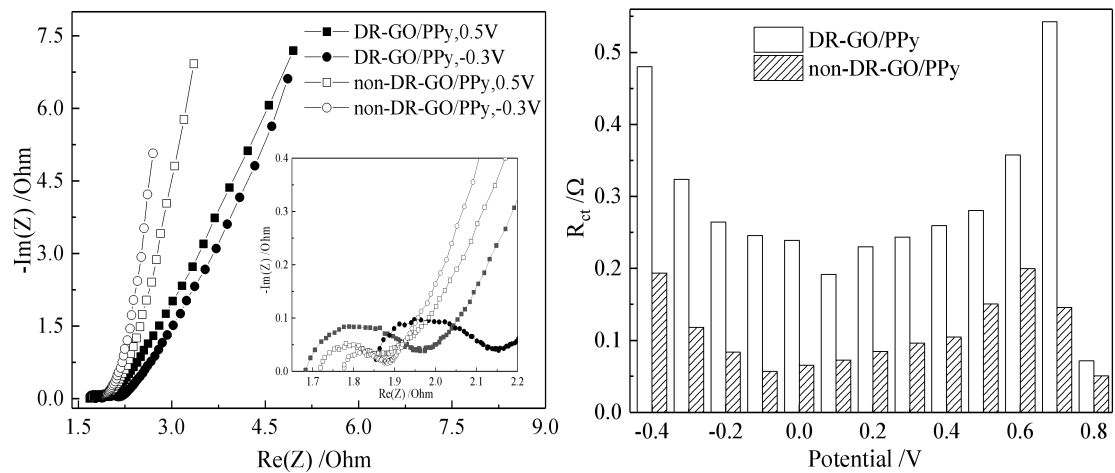 7.5
6.0
4.5
3.0
1.5
0.0
-Im(Z) /Ohm
DR-GO/PPy,0.5V
DR-GO/PPy,-0.3V
non-DR-GO/PPy,0.5V
non-DR-GO/PPy,-0.3V
0.4
0.3
0.2
0.1
0.0
-Im(Z) /Ohm
1.7 1.8 1.9 2.0 2.1 2.2
Re(Z) /Ohm
1.5 3.0 4.5 6.0 7.5 9.0
Re(Z) /Ohm
0.5
0.4
0.3
0.2
0.1
0.0
Rct /Ω
DR-GO/PPy
non-DR-GO/PPy
-0.4 -0.2 0.0 0.2 0.4 0.6 0.8
Potential /V